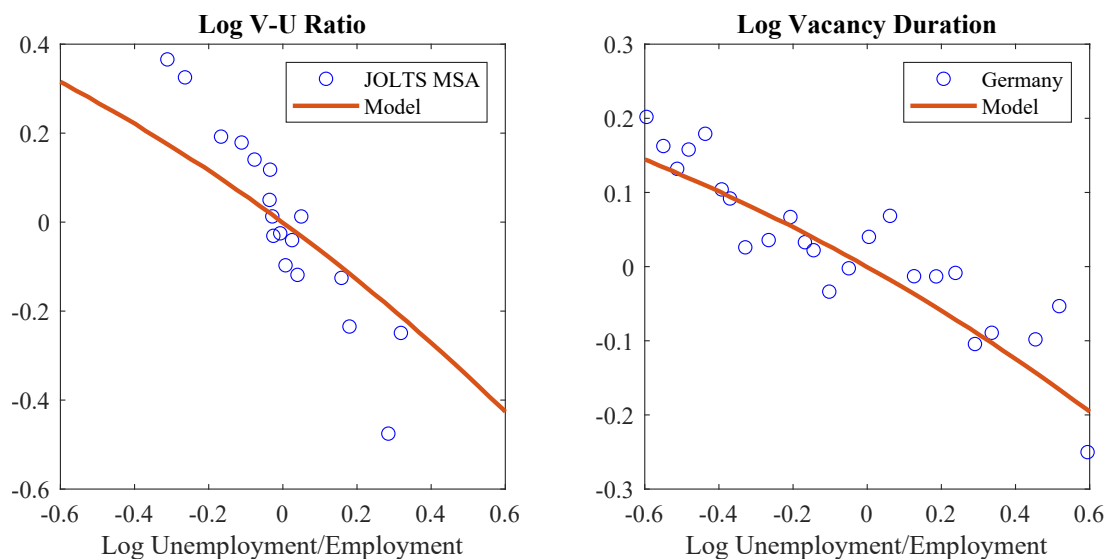 Log V-U Ratio
0.4
0.2
0
-0.2
-0.4
-0.6
-0.6 -0.4 -0.2 0 0.2 0.4 0.6
Log Unemployment/Employment
JOLTS MSA
Model
Log Vacancy Duration
0.3
0.2
0.1
0
-0.1
-0.2
-0.3
-0.6 -0.4 -0.2 0 0.2 0.4 0.6
Log Unemployment/Employment
Germany
Model